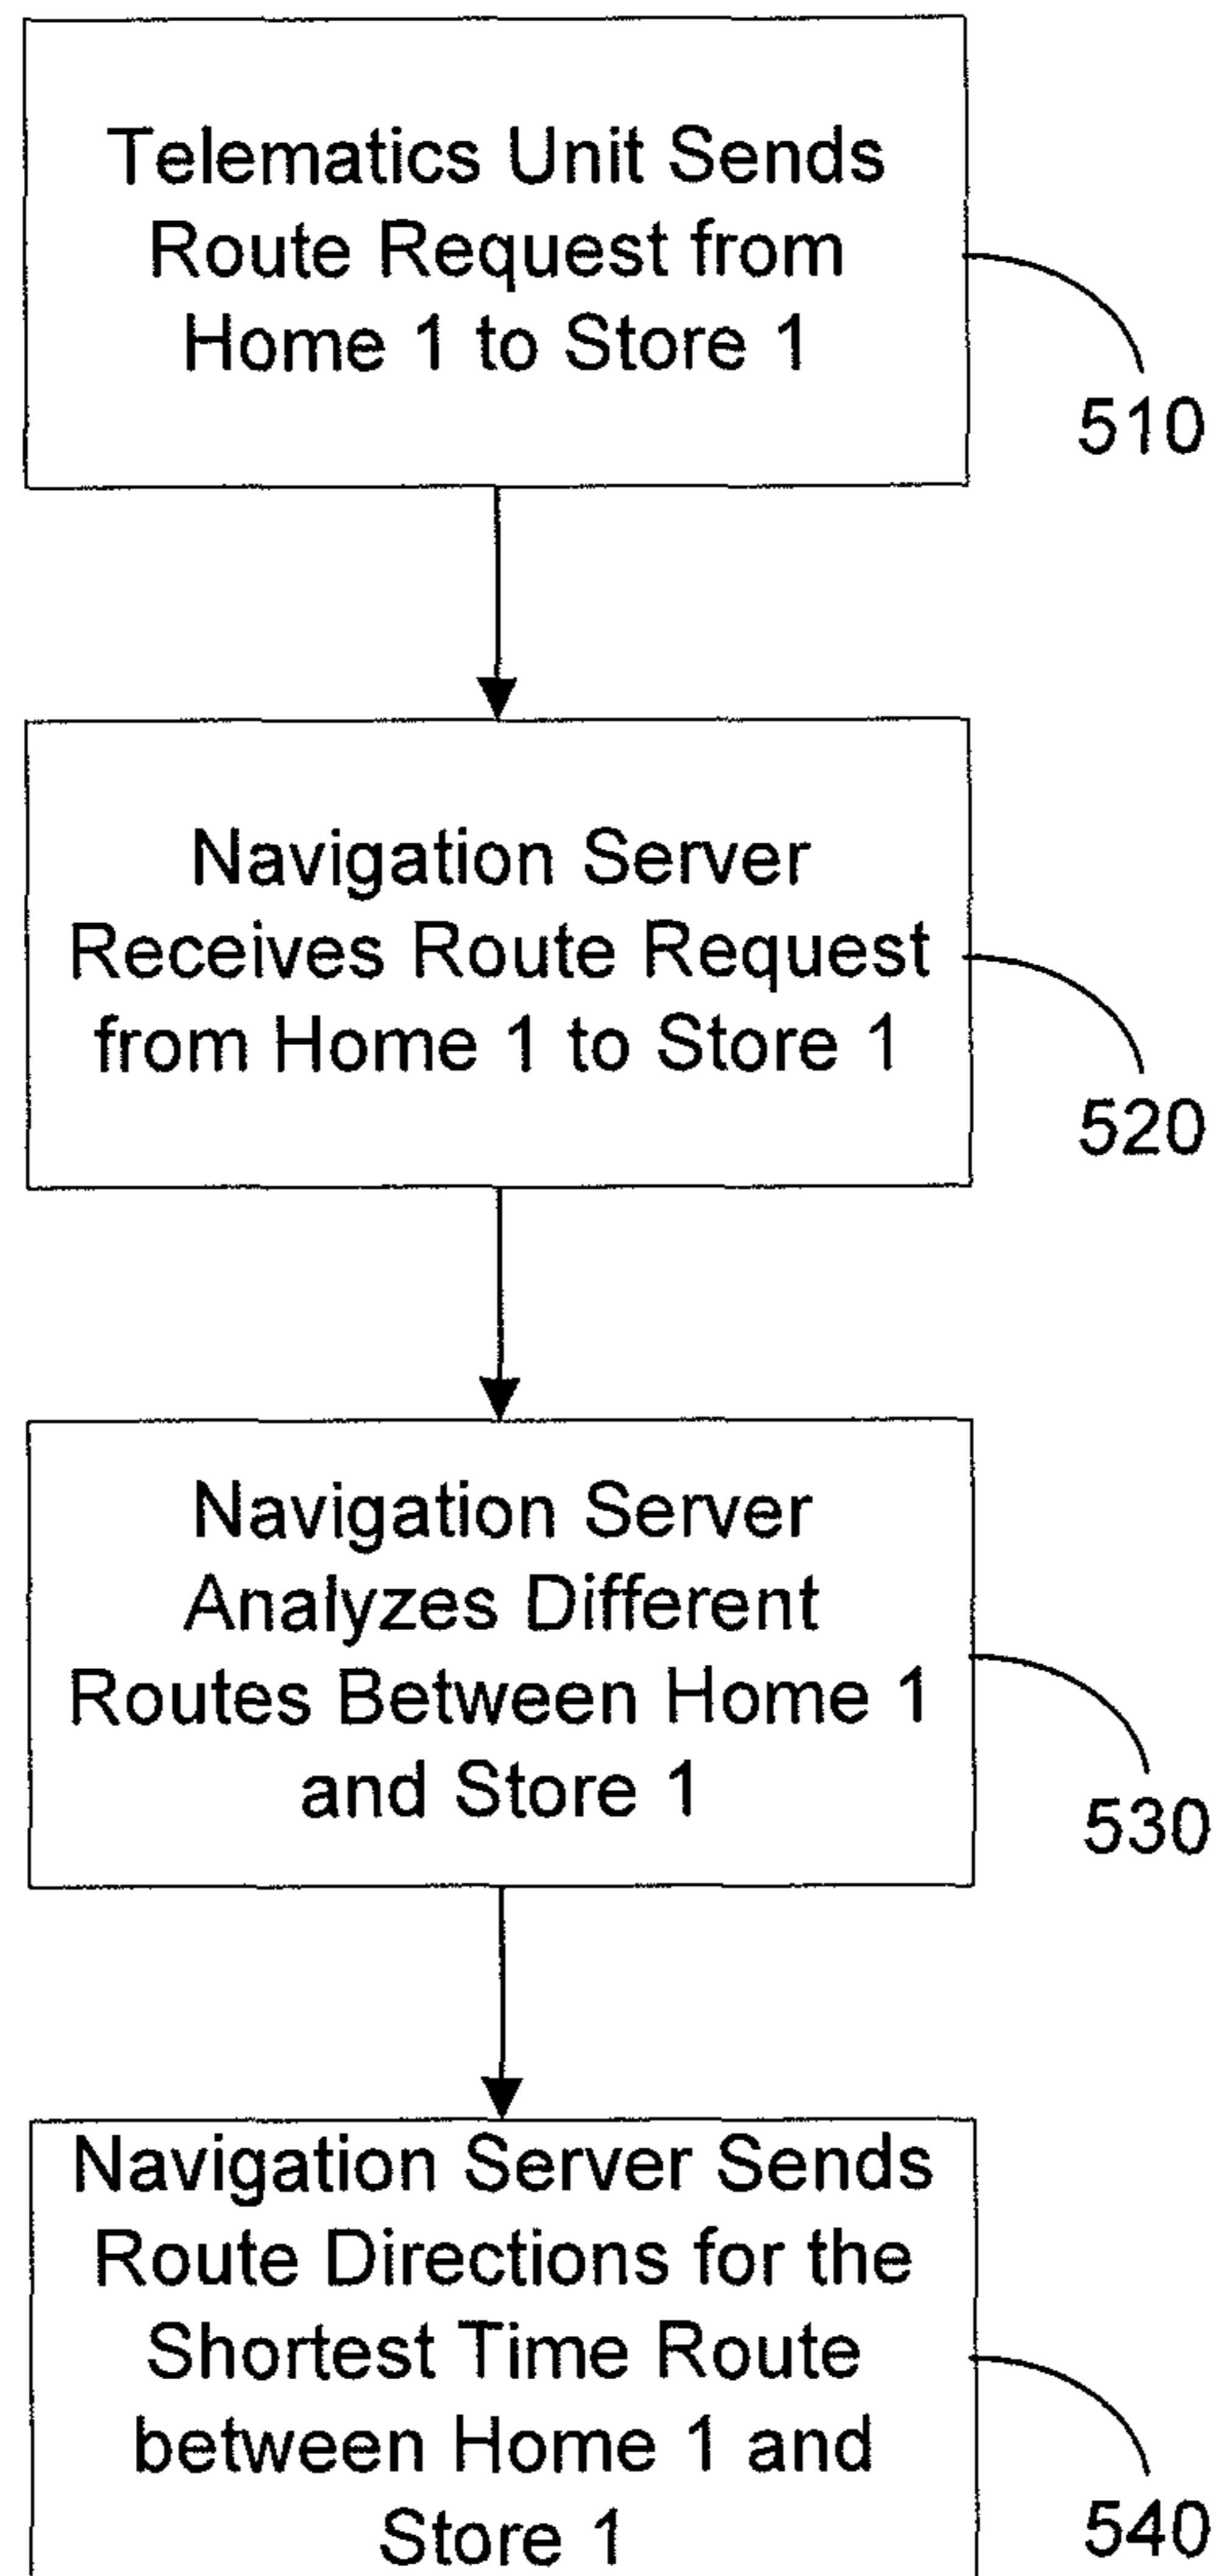 Telematics Unit Sends
Route Request from
Home 1 to Store 1
510
Navigation Server
Receives Route Request
from Home 1 to Store 1
520
Navigation Server
Analyzes Different
Routes Between Home 1
and Store 1
530
Navigation Server Sends
Route Directions for the
Shortest Time Route
between Home 1 and
Store 1
540